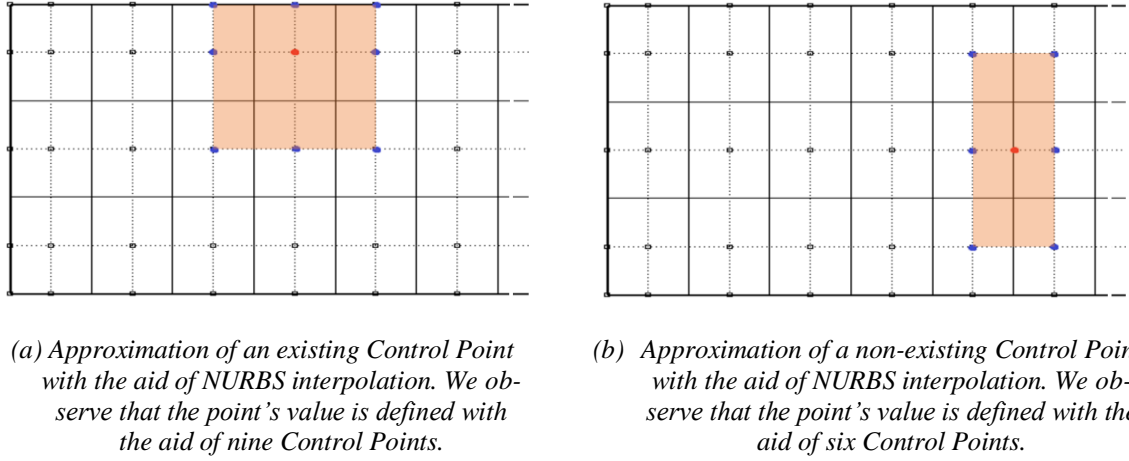 (a) Approximation of an existing Control Point
with the aid of NURBS interpolation. We ob-
serve that the point's value is defined with
the aid of nine Control Points.
(b) Approximation of a non-existing Control Poin
with the aid of NURBS interpolation. We ob-
serve that the point's value is defined with the
aid of six Control Points.